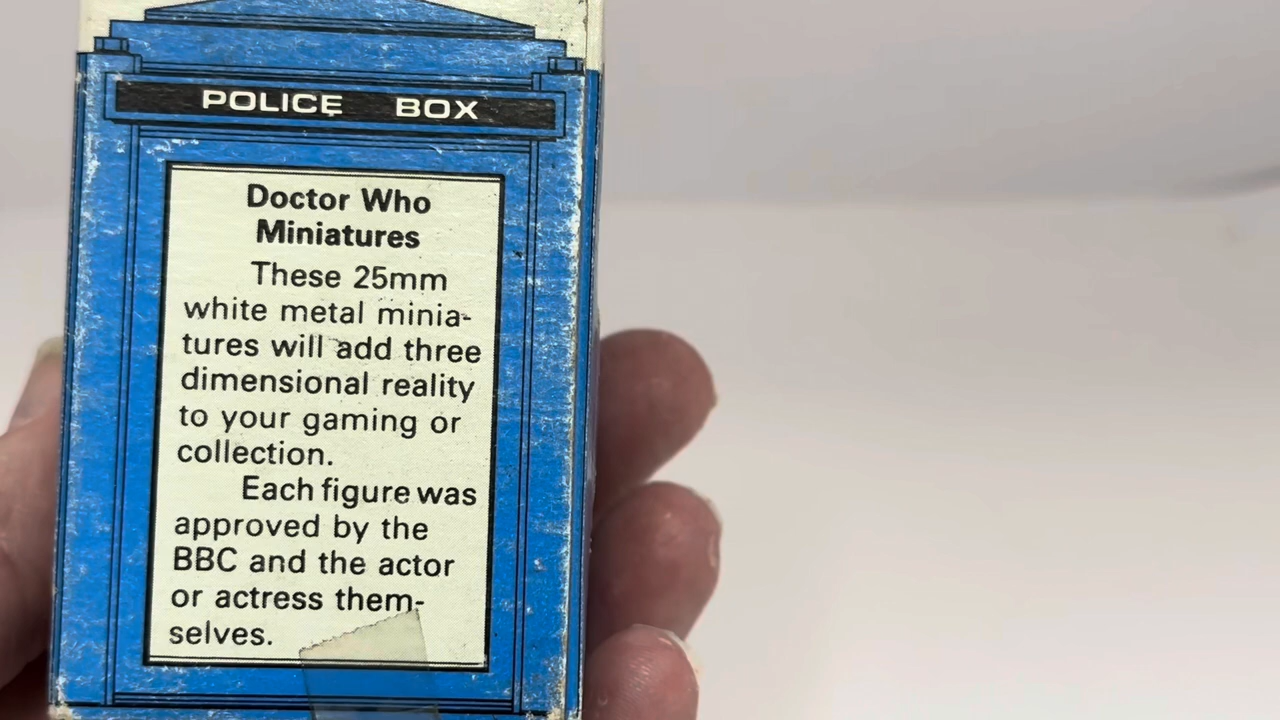 POLICE BOX
Doctor Who
Miniatures
These 25mm
white metal minia-
tures will add three
dimensional reality
to your gaming or
collection.
Each figure was
approved by the
BBC and the actor
or actress them-
selves.